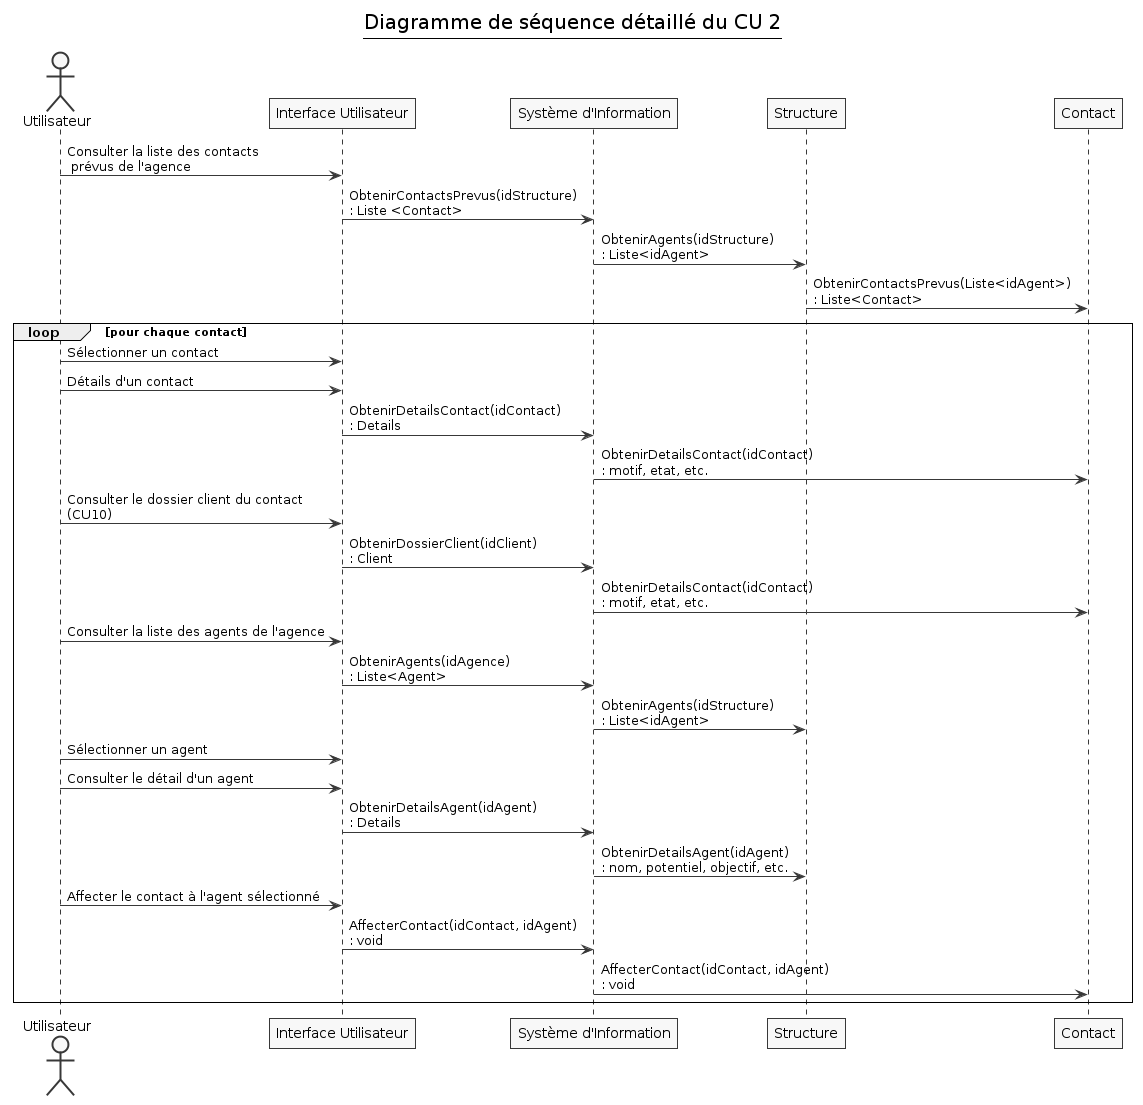 Diagramme de séquence détaillé du CU 2
Utilisateur
Interface Utilisateur
Système d'Information
Structure
Contact
Consulter la liste des contacts
prévus de l'agence
ObtenirContactsPrevus(idStructure)
: Liste <Contact>
ObtenirAgents(idStructure)
: Liste<idAgent>
ObtenirContactsPrevus(Liste<idAgent>)
: Liste<Contact>
loop [pour chaque contact]
Sélectionner un contact
Détails d'un contact
ObtenirDetailsContact(idContact)
: Details
ObtenirDetailsContact(idContact)
: motif, etat, etc.
Consulter le dossier client du contact
(CU10)
ObtenirDossierClient(idClient)
: Client
ObtenirDetailsContact(idContact)
: motif, etat, etc.
Consulter la liste des agents de l'agence
ObtenirAgents(idAgence)
: Liste<Agent>
ObtenirAgents(idStructure)
: Liste<idAgent>
Sélectionner un agent
Consulter le détail d'un agent
ObtenirDetailsAgent(idAgent)
: Details
ObtenirDetailsAgent(idAgent)
: nom, potentiel, objectif, etc.
Affecter le contact à l'agent sélectionné
AffecterContact(idContact, idAgent)
: void
AffecterContact(idContact, idAgent)
: void
Utilisateur
Interface Utilisateur
Système d'Information
Structure
Contact